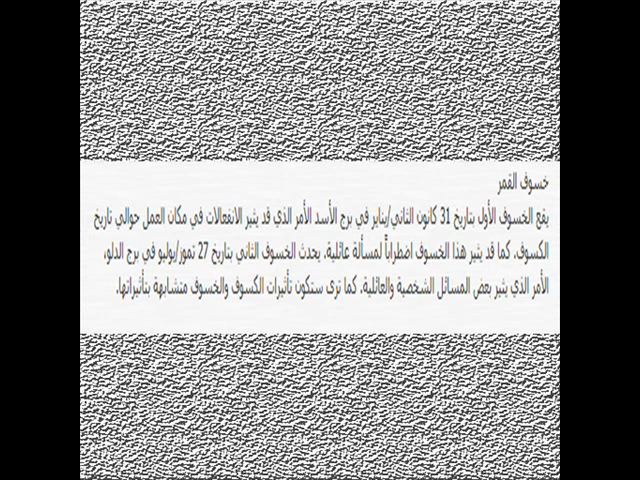 خسوف القمر
يقع الخسوف الأول بتاريخ 31 كانون الثاني/يناير في برج الأسد الأمر الذي قد يثير الانفعالات في مكان العمل حوالي تاريخ
الكسوف. كما قد يثير هذا الخسوف اضطراباً لمسألة عائلية. يحدث الخسوف الثاني بتاريخ 27 تموز/يوليو في برج الدلو،
الأمر الذي يثير بعض المسائل الشخصية والعائلية. كما ترى ستكون تأثيرات الكسوف والخسوف متشابهة بتأثيراتها.